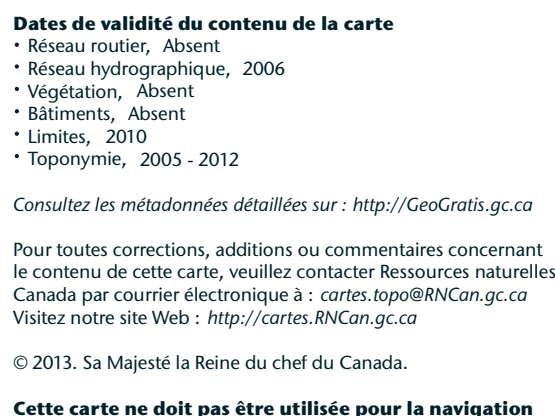 Dates de validité du contenu de la carte
• Réseau routier, Absent
• Réseau hydrographique, 2006
• Végétation, Absent
• Bâtiments, Absent
• Limites, 2010
• Toponymie, 2005 - 2012
Consultez les métadonnées détaillées sur : http://GeoGratis.gc.ca
Pour toutes corrections, additions ou commentaires concernant
le contenu de cette carte, veuillez contacter Ressources naturelles
Canada par courrier électronique à : cartes.topo@RNCan.gc.ca
Visitez notre site Web : http://cartes.RNCan.gc.ca
© 2013. Sa Majesté la Reine du chef du Canada.
Cette carte ne doit pas être utilisée pour la navigation